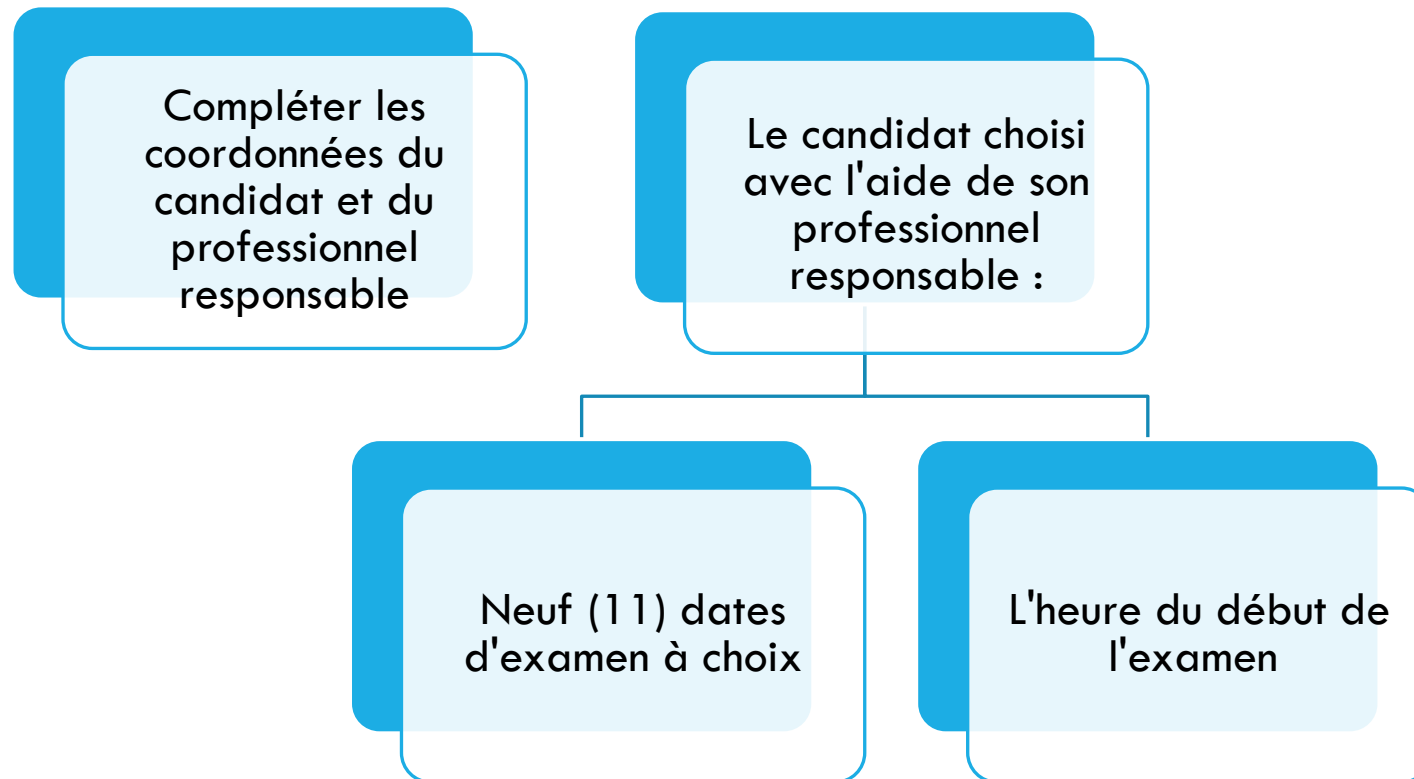 Compléter les
coordonnées du
candidat et du
professionnel
responsable
Le candidat choisi
avec l'aide de son
professionnel
responsable :
Neuf (11) dates
d'examen à choix
L'heure du début de
l'examen